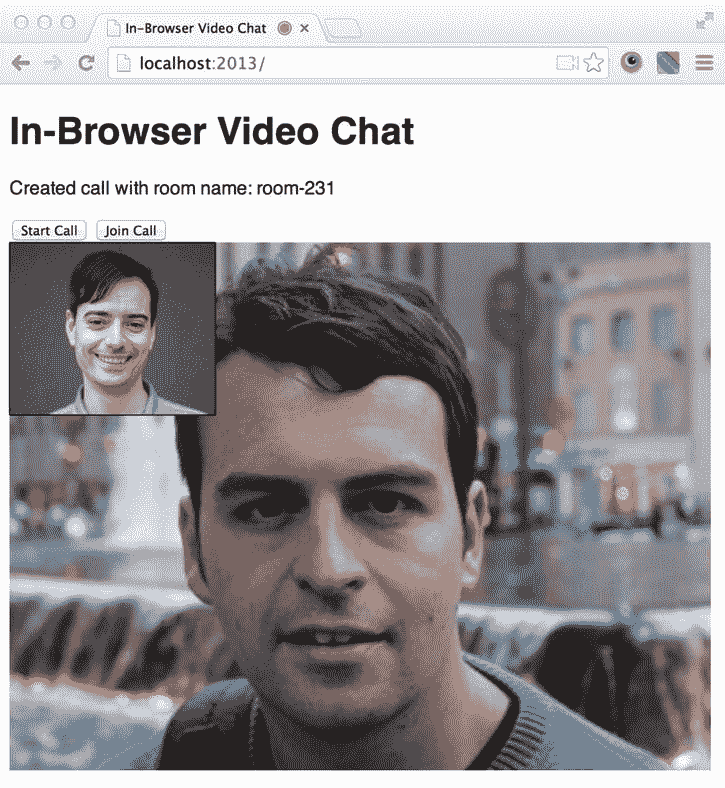 In-Browser Video Chat
localhost:2013/
In-Browser Video Chat
Created call with room name: room-231
Start Call Join Call